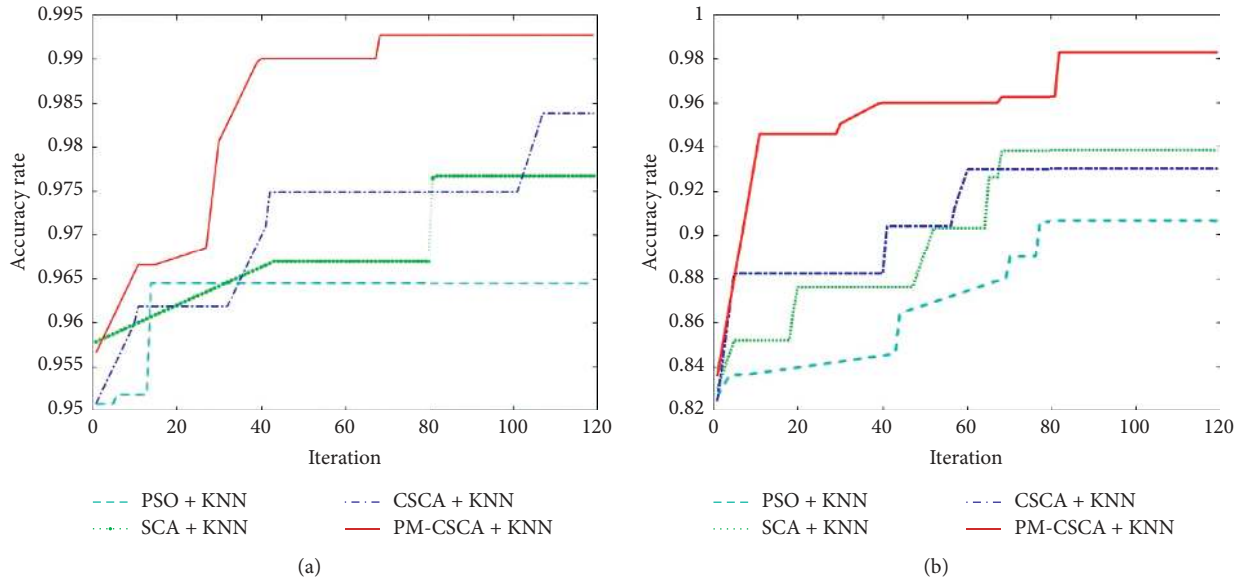 0.995
0.99
0.985
0.98
0.975
0.97
0.965
0.96
0.955
0.95
Accuracy rate
0 20 40 60 80 100 120
Iteration
PSO + KNN
SCA + KNN
CSCA + KNN
PM-CSCA + KNN
(a)
1
0.98
0.96
0.94
0.92
0.9
0.88
0.86
0.84
0.82
Accuracy rate
0 20 40 60 80 100 120
Iteration
PSO + KNN
SCA + KNN
CSCA + KNN
PM-CSCA + KNN
(b)